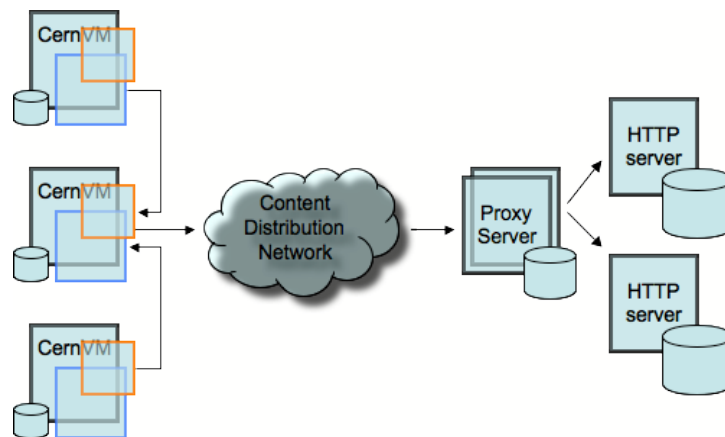 CernVM
CernVM
CernVM
Content
Distribution
Network
Proxy
Server
HTTP
server
HTTP
server